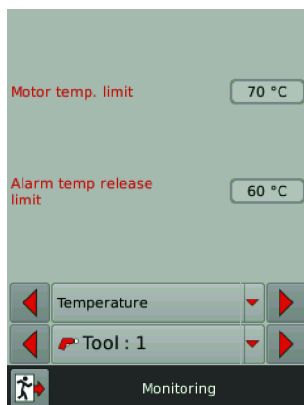 Motor temp. limit
70 °C
Alarm temp release
limit
60 °C
Temperature
Tool : 1
Monitoring